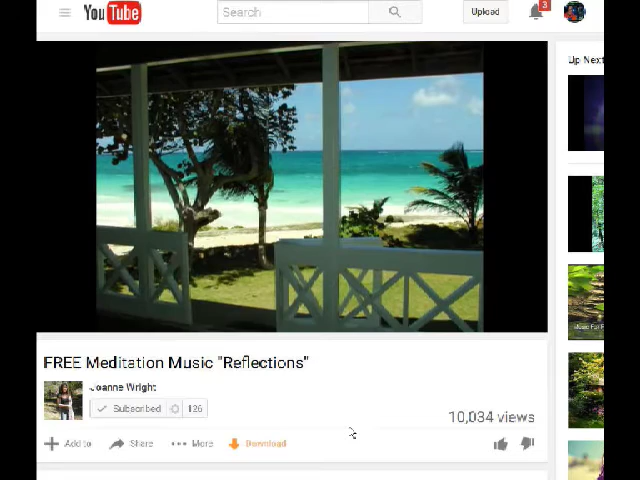 YouTube Search Upload 3
Up Next
FREE Meditation Music "Reflections"
Joanne Wright
Subscribed 126
10,034 views
Add to Share More Download